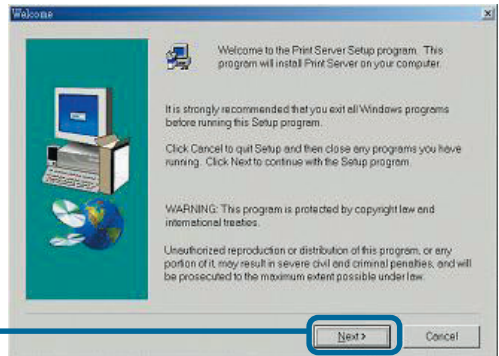 Welcome
Welcome to the Print Server Setup program. This
program will install Print Server on your computer.
It is strongly recommended that you exit all Windows programs
before running this Setup program.
Click Cancel to quit Setup and then close any programs you have
running. Click Next to continue with the Setup program.
WARNING: This program is protected by copyright law and
international treaties.
Unauthorized reproduction or distribution of this program, or any
portion of it, may result in severe civil and criminal penalties, and will
be prosecuted to the maximum extent possible under law.
Next >
Cancel